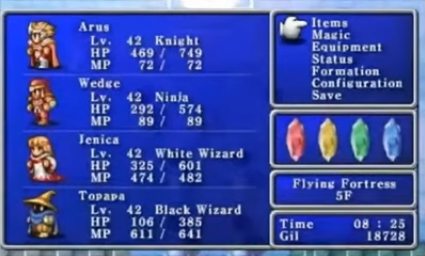 Arus
Lv. 42 Knight
HP 469 / 749
MP 72 / 72
Wedge
Lv. 42 Ninja
HP 292 / 574
MP 89 / 89
Jenica
Lv. 42 White Wizard
HP 325 / 601
MP 474 / 482
Topapa
Lv. 42 Black Wizard
HP 106 / 385
MP 611 / 641
Items
Magic
Equipment
Status
Formation
Configuration
Save
Flying Fortress
5F
Time 08 : 25
Gil 18728